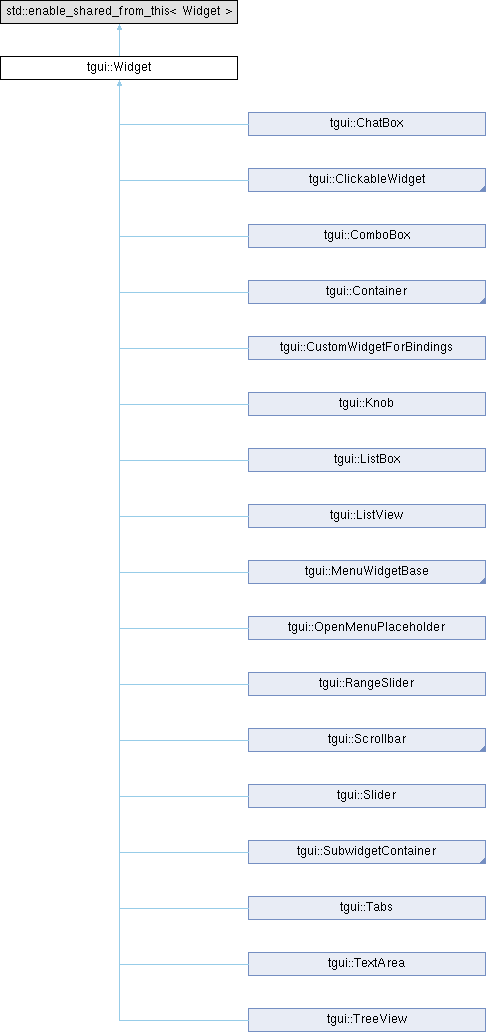 std::enable_shared_from_this< Widget >
tgui::Widget
tgui::ChatBox
tgui::ClickableWidget
tgui::ComboBox
tgui::Container
tgui::CustomWidgetForBindings
tgui::Knob
tgui::ListBox
tgui::ListView
tgui::MenuWidgetBase
tgui::OpenMenuPlaceholder
tgui::RangeSlider
tgui::Scrollbar
tgui::Slider
tgui::SubwidgetContainer
tgui::Tabs
tgui::TextArea
tgui::TreeView